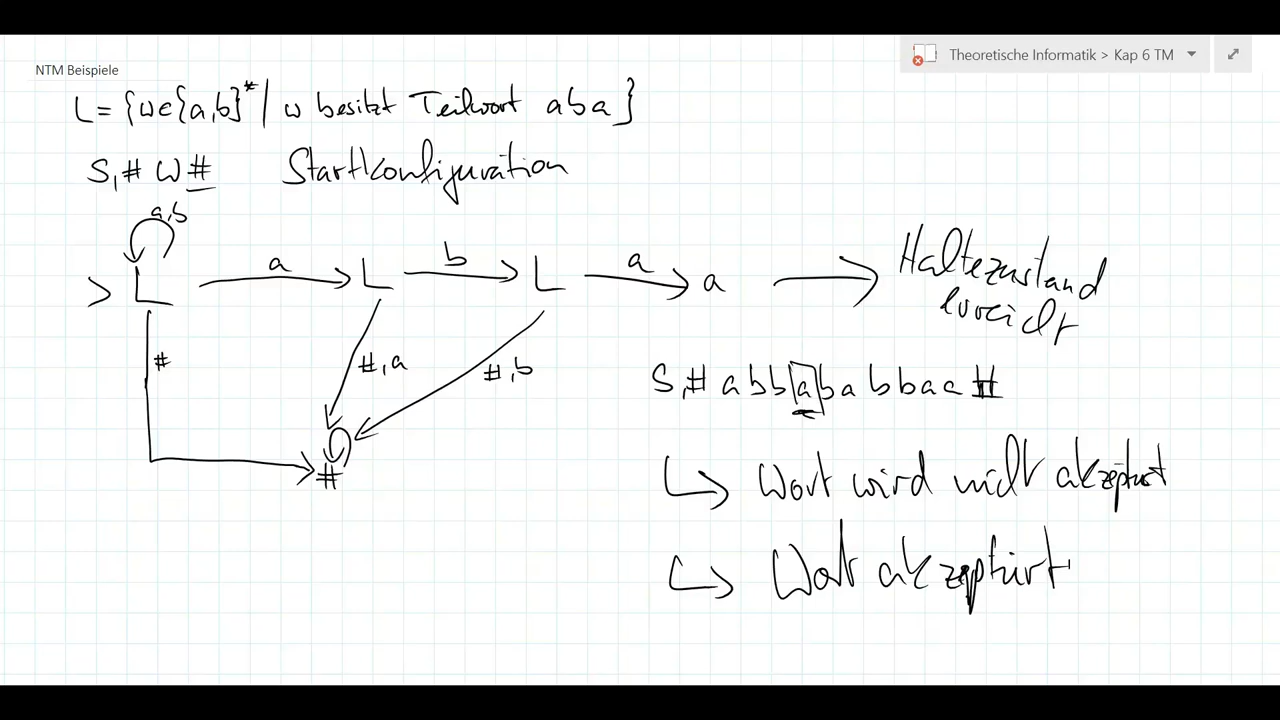 Theoretische Informatik > Kap 6 TM
NTM Beispiele
L = {w∈{a,b}* | w besitzt Teilwort aba}
S,#w# Startkonfiguration
a,b
> L a L b L a a Haltezustand
erreicht
# #,a #,b
S,#abbababbaa#
#
↳ Wort wird nicht akzeptiert
↳ Wort akzeptiert